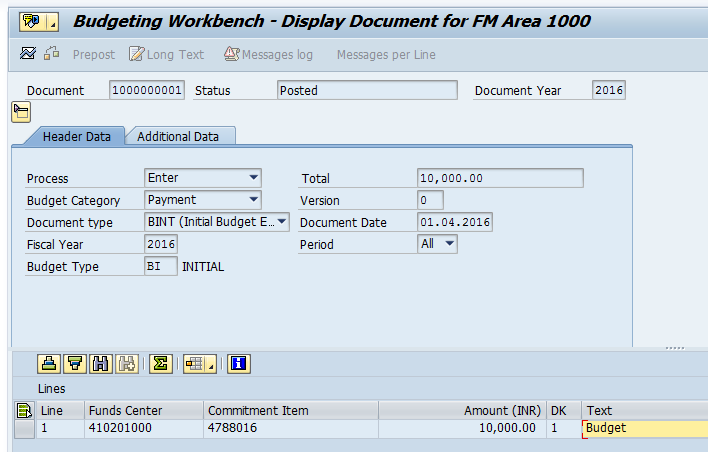 Budgeting Workbench - Display Document for FM Area 1000
Prepost Long Text Messages log Messages per Line
Document 1000000001 Status Posted Document Year 2016
Header Data Additional Data
Process Enter Total 10,000.00
Budget Category Payment Version 0
Document type BINT (Initial Budget E... Document Date 01.04.2016
Fiscal Year 2016 Period All
Budget Type BI INITIAL
Lines
Line Funds Center Commitment Item Amount (INR) DK Text
1 410201000 4788016 10,000.00 1 Budget